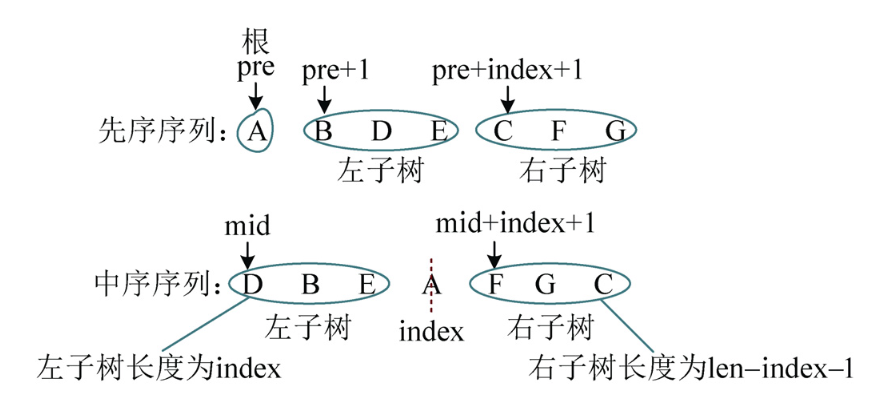 根
pre pre+1 pre+index+1
先序序列: A B D E C F G
左子树 右子树
mid mid+index+1
中序序列: D B E A F G C
左子树 index 右子树
左子树长度为index 右子树长度为len−index−1